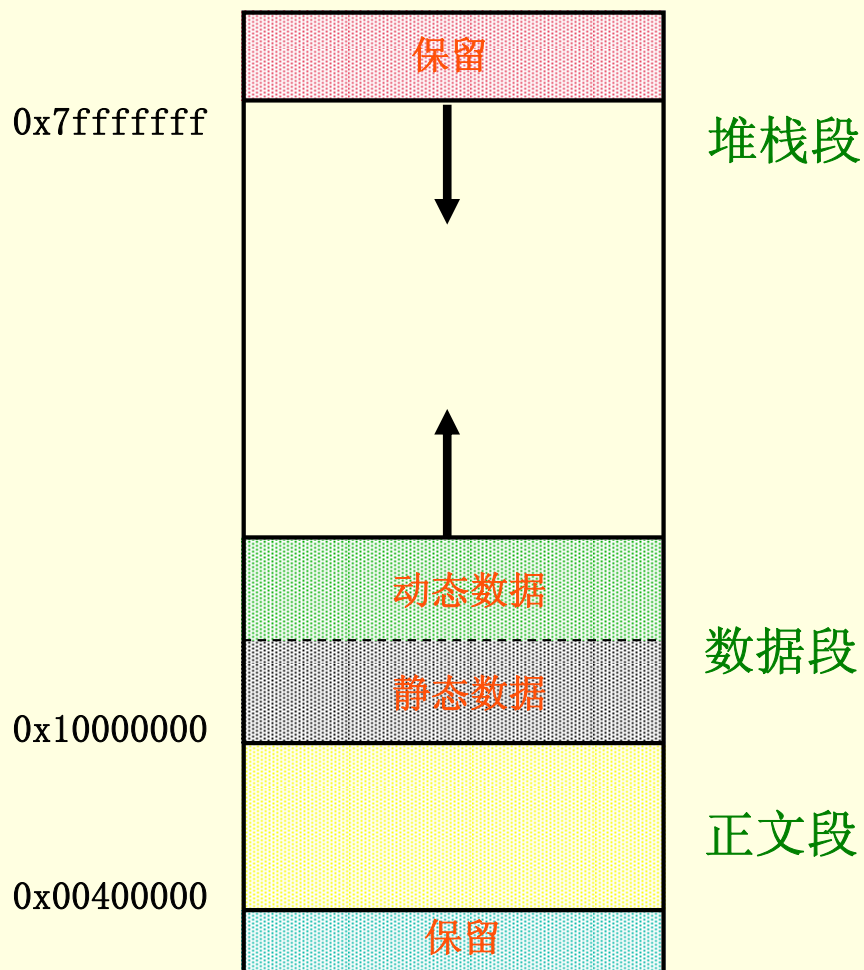 保留
0x7fffffff
堆栈段
动态数据
数据段
静态数据
0x10000000
正文段
0x00400000
保留